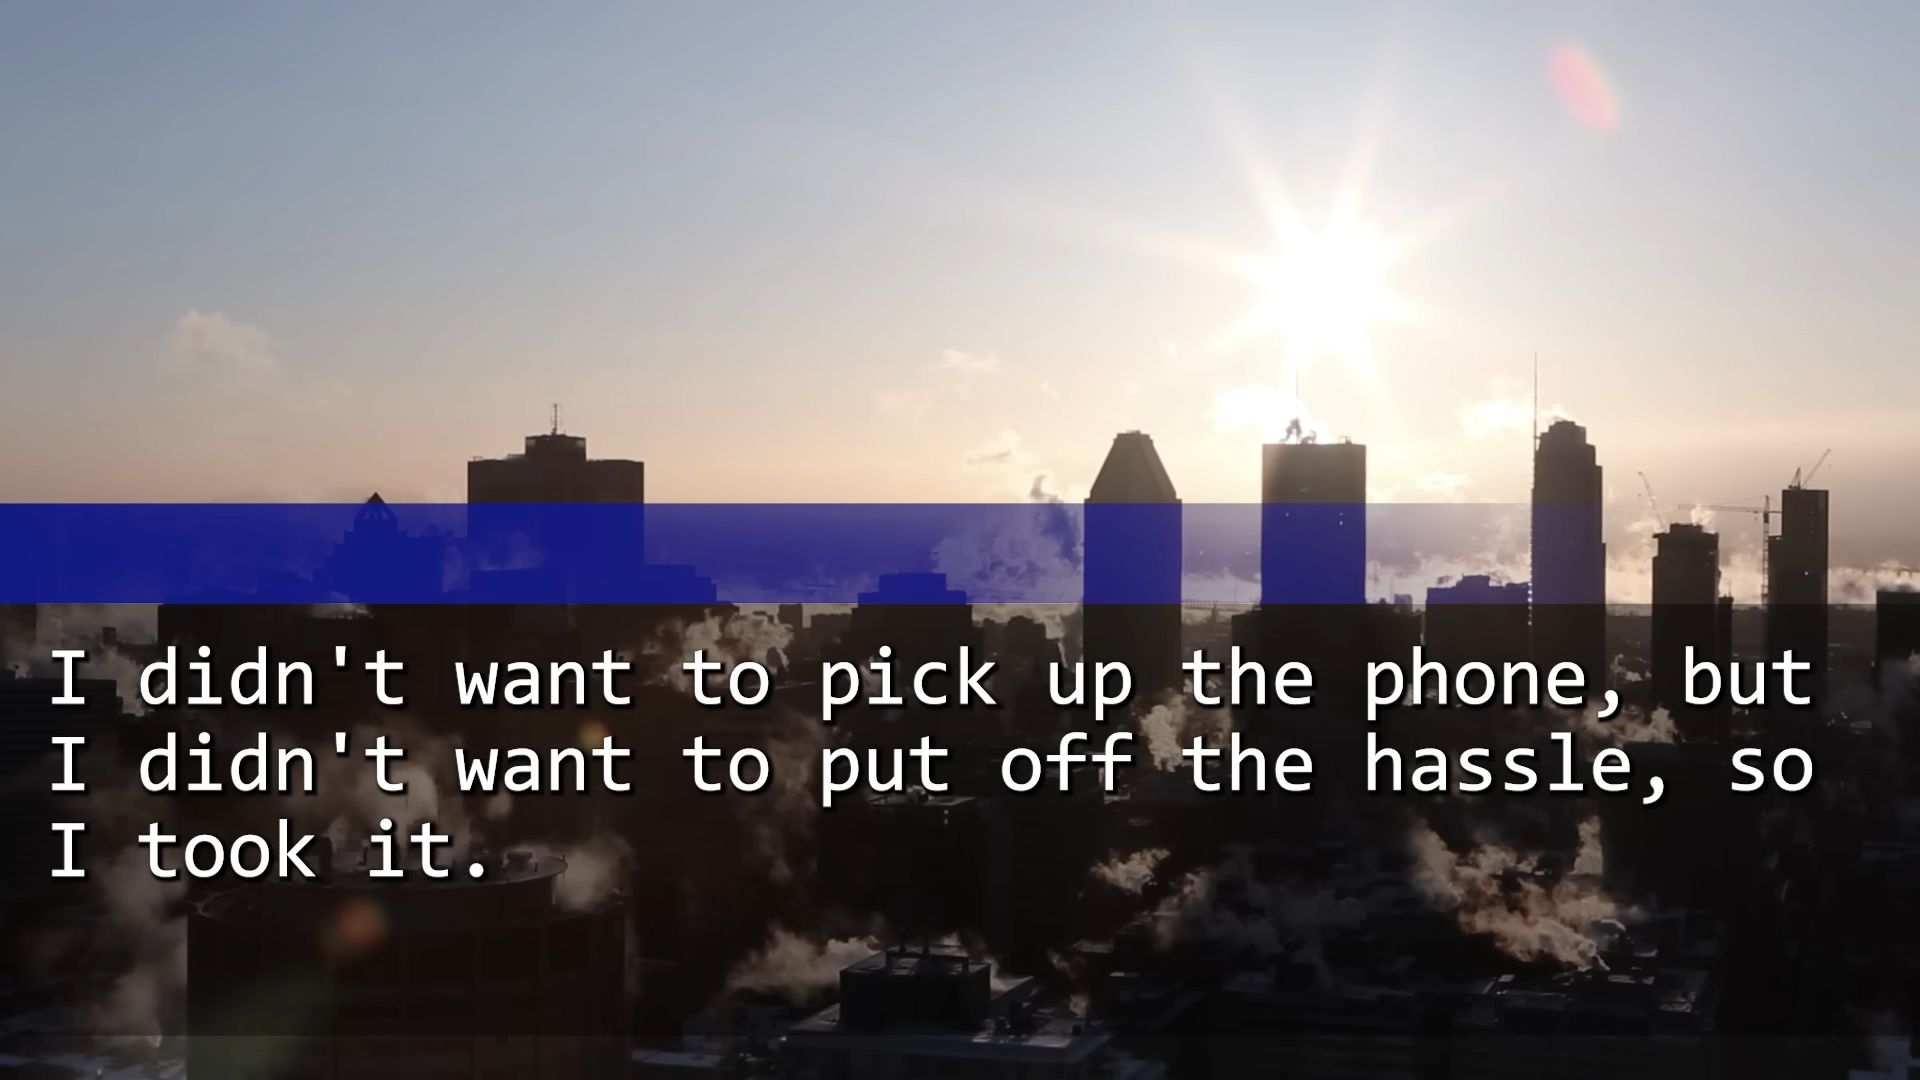 I didn't want to pick up the phone, but
I didn't want to put off the hassle, so
I took it.